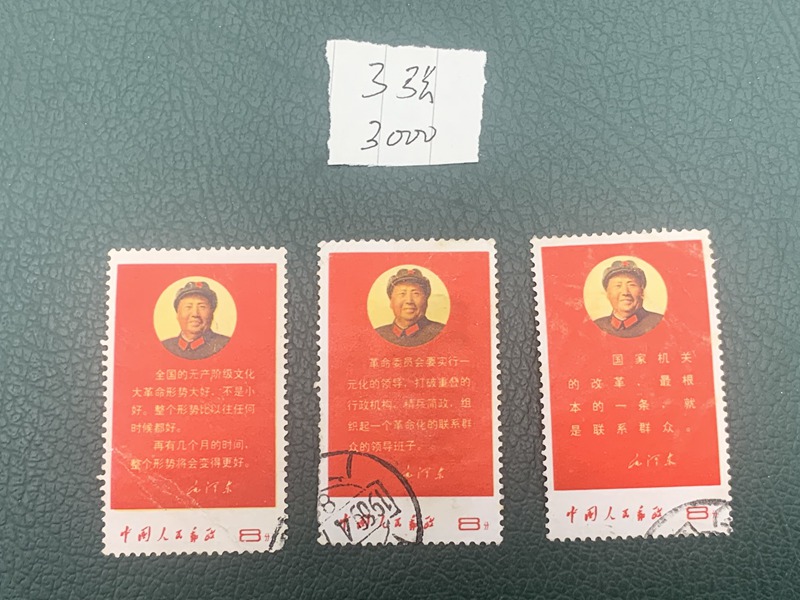 3张
3000
全国的无产阶级文化
大革命形势大好，不是小
好。整个形势比以往任何
时候都好。
再有几个月的时间，
整个形势将会变得更好。
毛泽东
中国人民邮政 8分
革命委员会要实行一
元化的领导，打破重叠的
行政机构，精兵简政，组
织起一个革命化的联系群
众的领导班子。
毛泽东
中国人民邮政 8分
国家机关
的改革，最根
本的一条，就
是联系群众。
毛泽东
中国人民邮政 8分